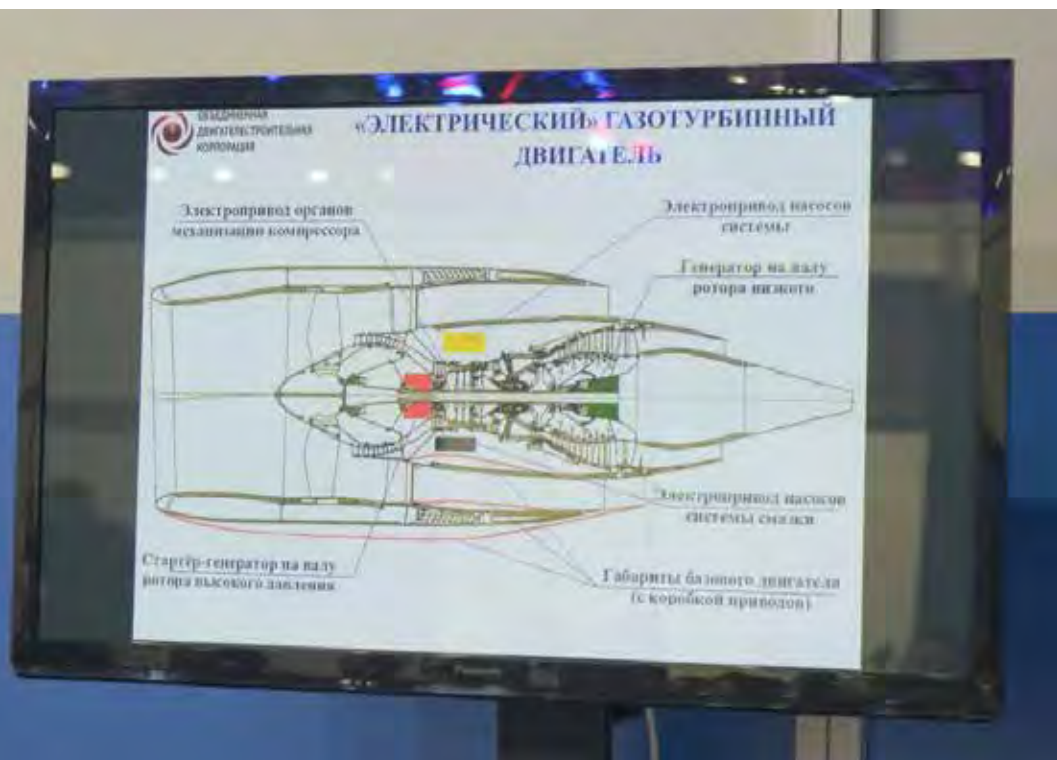 ОБЪЕДИНЕННАЯ
ДВИГАТЕЛЕСТРОИТЕЛЬНАЯ
КОРПОРАЦИЯ
«ЭЛЕКТРИЧЕСКИЙ» ГАЗОТУРБИННЫЙ
ДВИГАТЕЛЬ
Электропривод органов
механизации компрессора
Электропривод насосов
системы
Генератор на валу
ротора низкого
Электропривод насосов
системы смазки
Стартёр-генератор на валу
ротора высокого давления
Габариты базового двигателя
(с коробкой приводов)
Panasonic